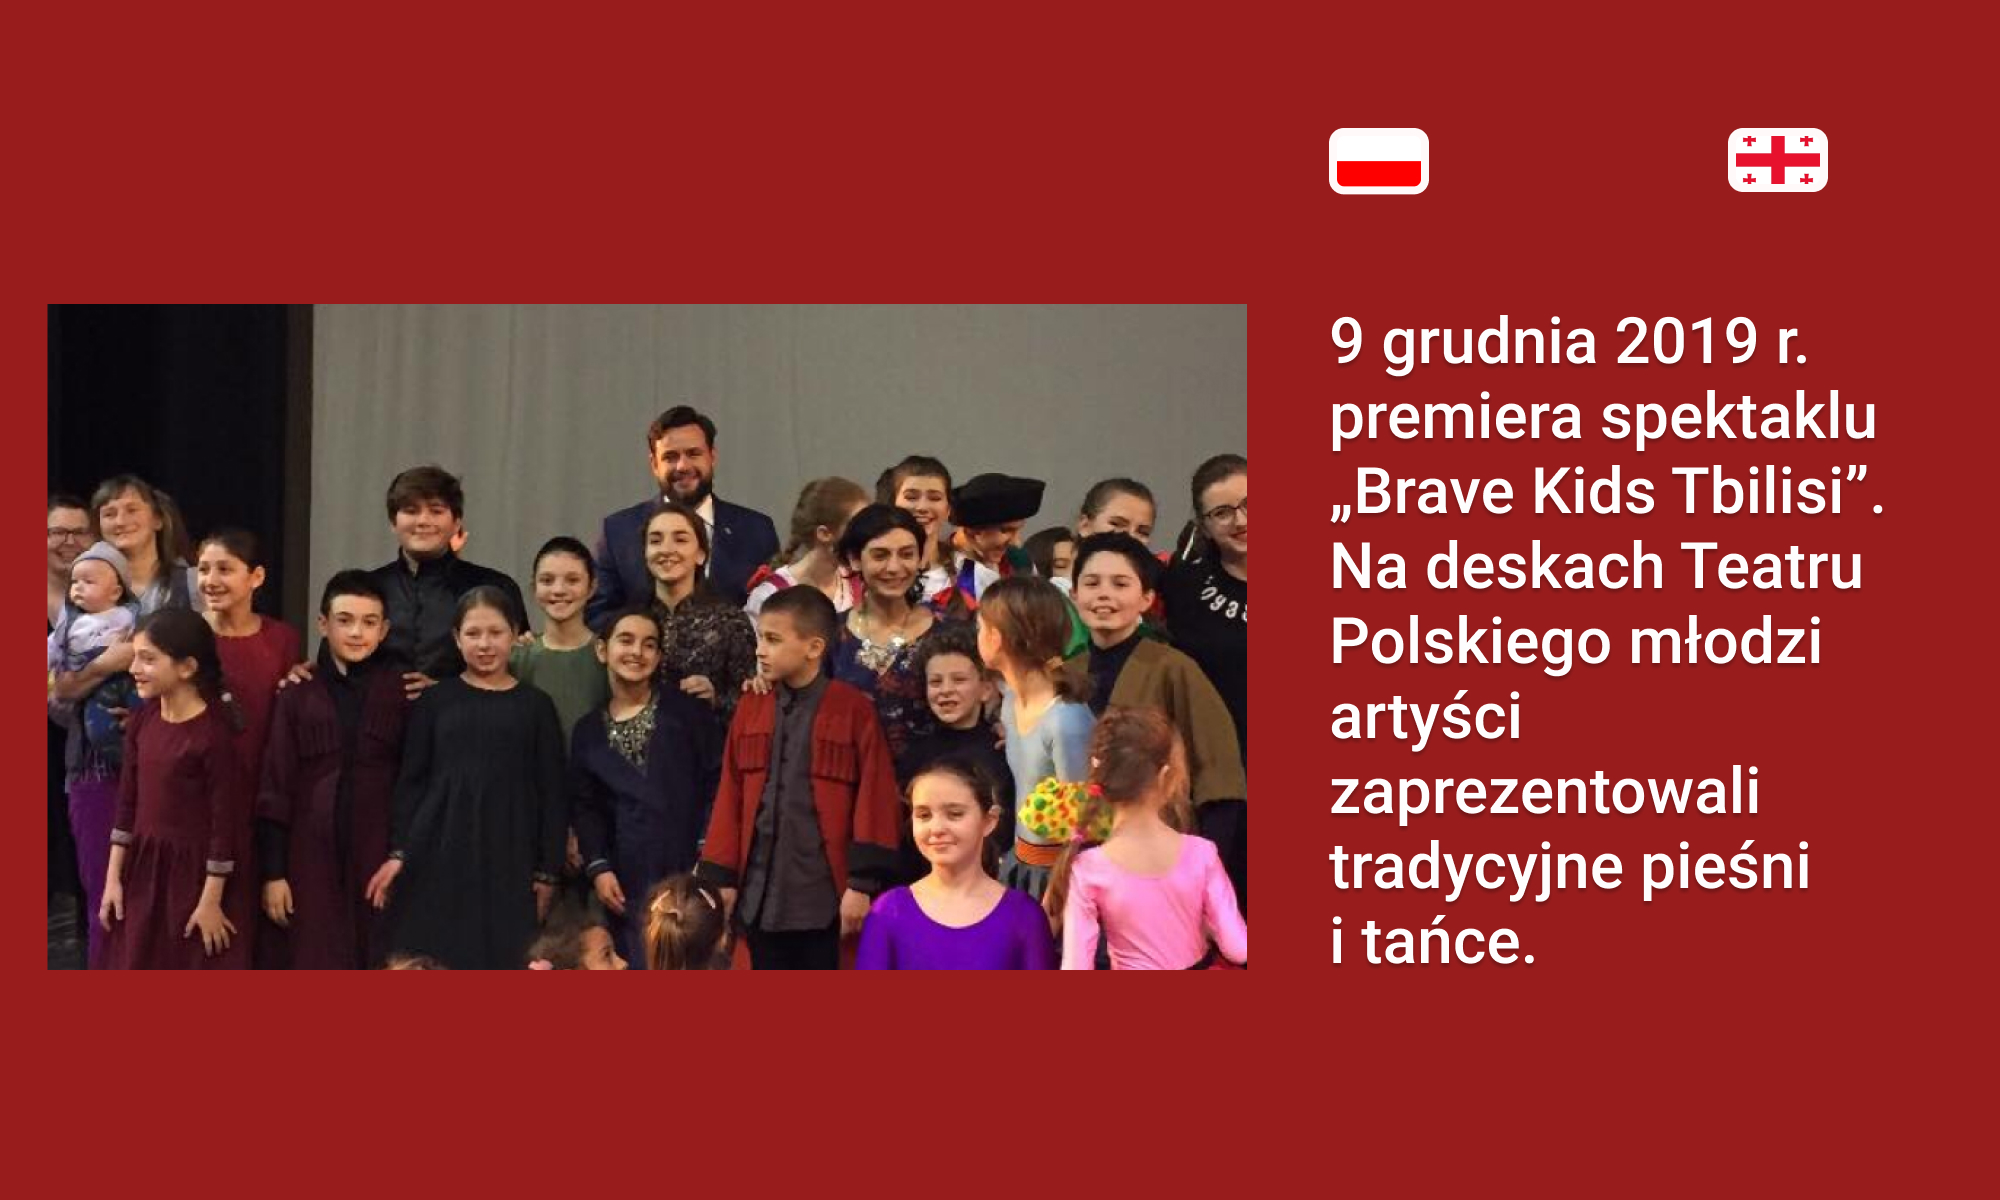 9 grudnia 2019 r.
premiera spektaklu
„Brave Kids Tbilisi”.
Na deskach Teatru
Polskiego młodzi
artyści
zaprezentowali
tradycyjne pieśni
i tańce.